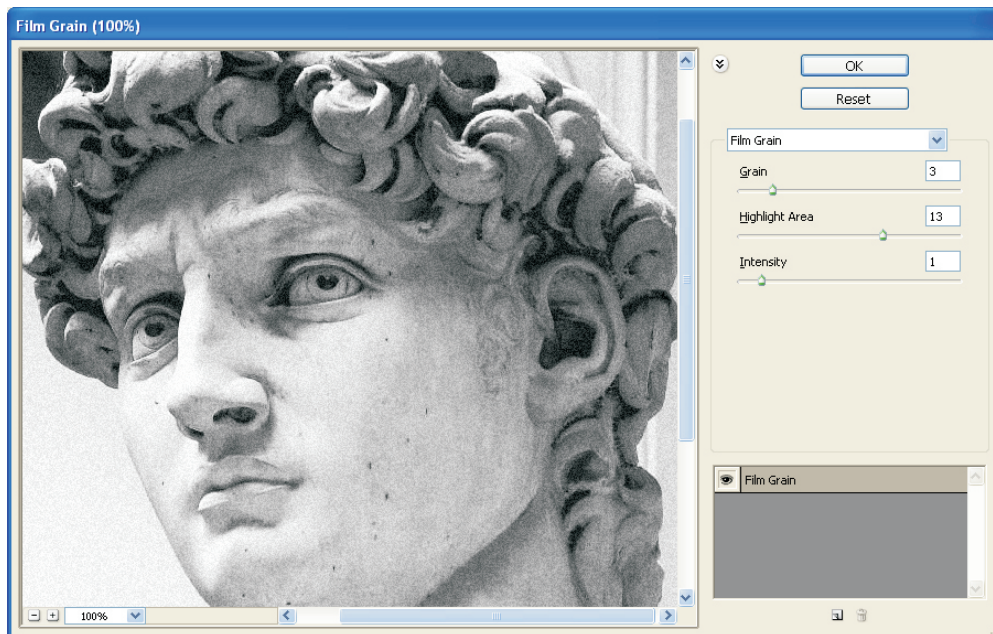 Film Grain (100%)
OK
Reset
Film Grain
Grain 3
Highlight Area 13
Intensity 1
Film Grain
100%